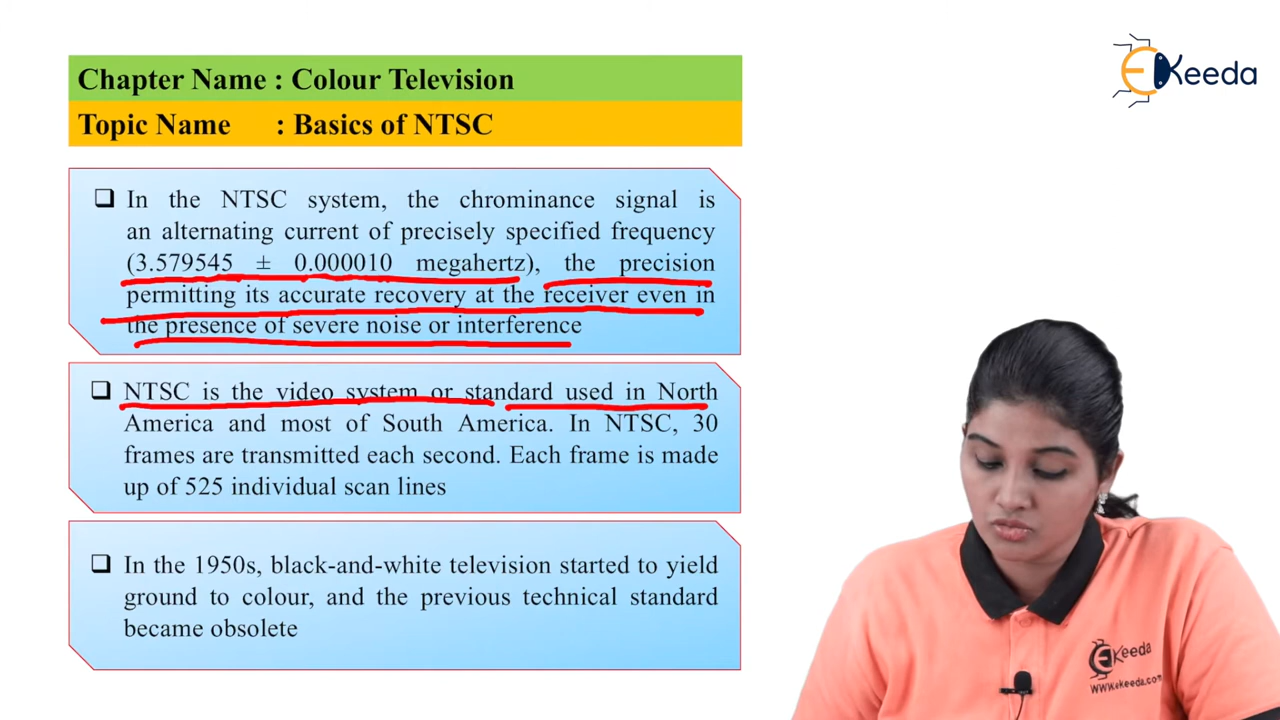 EKeeda
Chapter Name : Colour Television
Topic Name : Basics of NTSC
❑ In the NTSC system, the chrominance signal is
an alternating current of precisely specified frequency
(3.579545 ± 0.000010 megahertz), the precision
permitting its accurate recovery at the receiver even in
the presence of severe noise or interference
❑ NTSC is the video system or standard used in North
America and most of South America. In NTSC, 30
frames are transmitted each second. Each frame is made
up of 525 individual scan lines
❑ In the 1950s, black-and-white television started to yield
ground to colour, and the previous technical standard
became obsolete
EKeeda
www.ekeeda.com